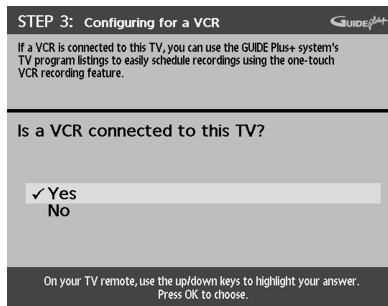 STEP 3: Configuring for a VCR
GUIDE Plus+
If a VCR is connected to this TV, you can use the GUIDE Plus+ system's
TV program listings to easily schedule recordings using the one-touch
VCR recording feature.
Is a VCR connected to this TV?
✓ Yes
No
On your TV remote, use the up/down keys to highlight your answer.
Press OK to choose.